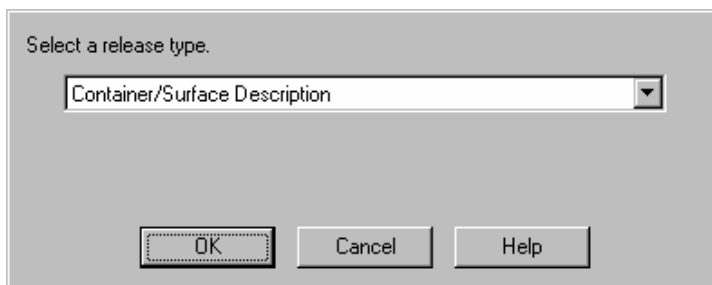 Select a release type.
Container/Surface Description
OK Cancel Help